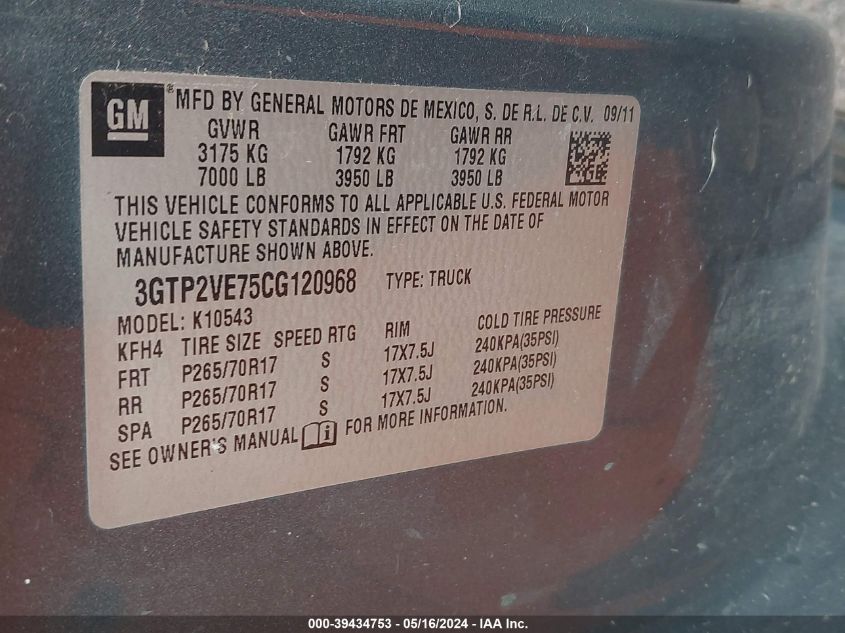 GM
® MFD BY GENERAL MOTORS DE MEXICO, S. DE R.L. DE C.V. 09/11
GVWR GAWR FRT GAWR RR
3175 KG 1792 KG 1792 KG
7000 LB 3950 LB 3950 LB
THIS VEHICLE CONFORMS TO ALL APPLICABLE U.S. FEDERAL MOTOR
VEHICLE SAFETY STANDARDS IN EFFECT ON THE DATE OF
MANUFACTURE SHOWN ABOVE.
3GTP2VE75CG120968 TYPE: TRUCK
MODEL: K10543
KFH4 TIRE SIZE SPEED RTG RIM COLD TIRE PRESSURE
FRT P265/70R17 S 17X7.5J 240KPA(35PSI)
RR P265/70R17 S 17X7.5J 240KPA(35PSI)
SPA P265/70R17 S 17X7.5J 240KPA(35PSI)
SEE OWNER'S MANUAL FOR MORE INFORMATION.
000-39434753 - 05/16/2024 - IAA Inc.